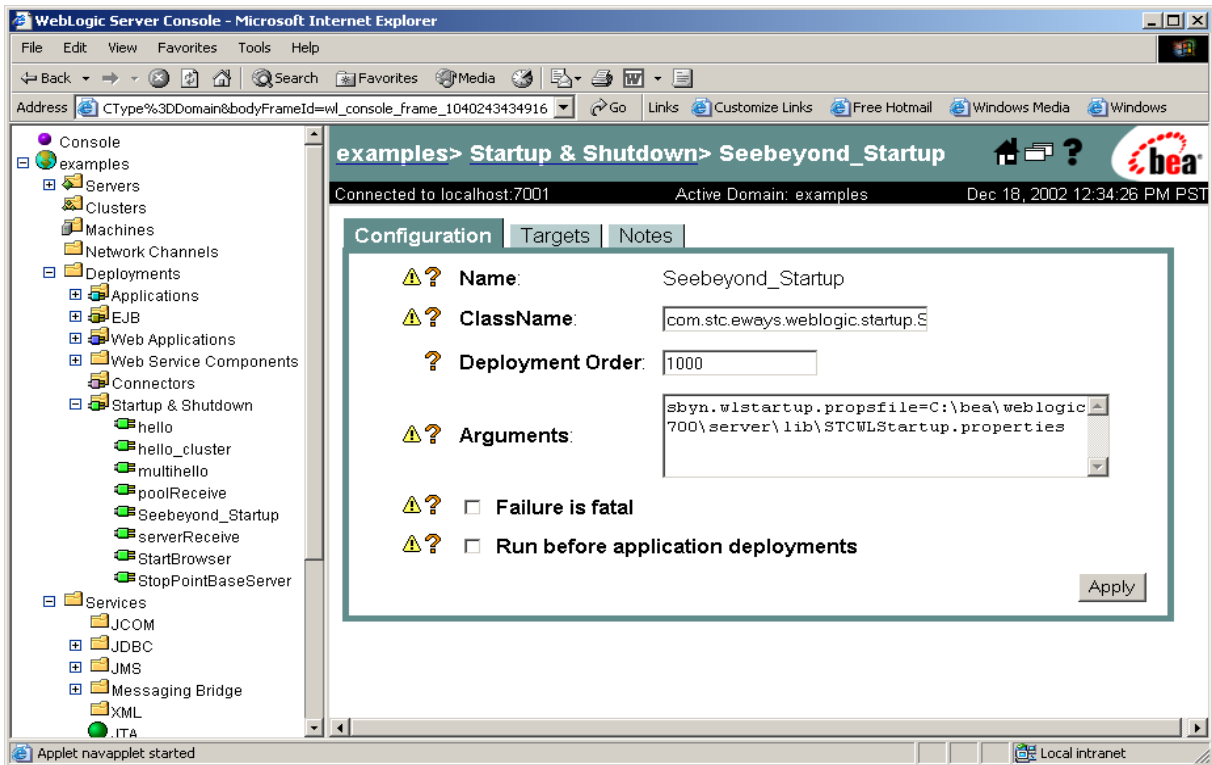 WebLogic Server Console - Microsoft Internet Explorer
File Edit View Favorites Tools Help
Back Search Favorites Media
Address CType%3DDomain&bodyFrameId=wl_console_frame_1040243434916 Go Links Customize Links Free Hotmail Windows Media Windows
Console
examples
Servers
Clusters
Machines
Network Channels
Deployments
Applications
EJB
Web Applications
Web Service Components
Connectors
Startup & Shutdown
hello
hello_cluster
multihello
poolReceive
Seebeyond_Startup
serverReceive
StartBrowser
StopPointBaseServer
Services
JCOM
JDBC
JMS
Messaging Bridge
XML
JTA
examples> Startup & Shutdown> Seebeyond_Startup
bea
Connected to localhost:7001 Active Domain: examples Dec 18, 2002 12:34:26 PM PST
Configuration Targets Notes
Name: Seebeyond_Startup
ClassName: com.stc.eways.weblogic.startup.S
Deployment Order: 1000
Arguments: sbyn.wlstartup.propsfile=C:\bea\weblogic
700\server\lib\STCWLStartup.properties
Failure is fatal
Run before application deployments
Apply
Applet navapplet started Local intranet